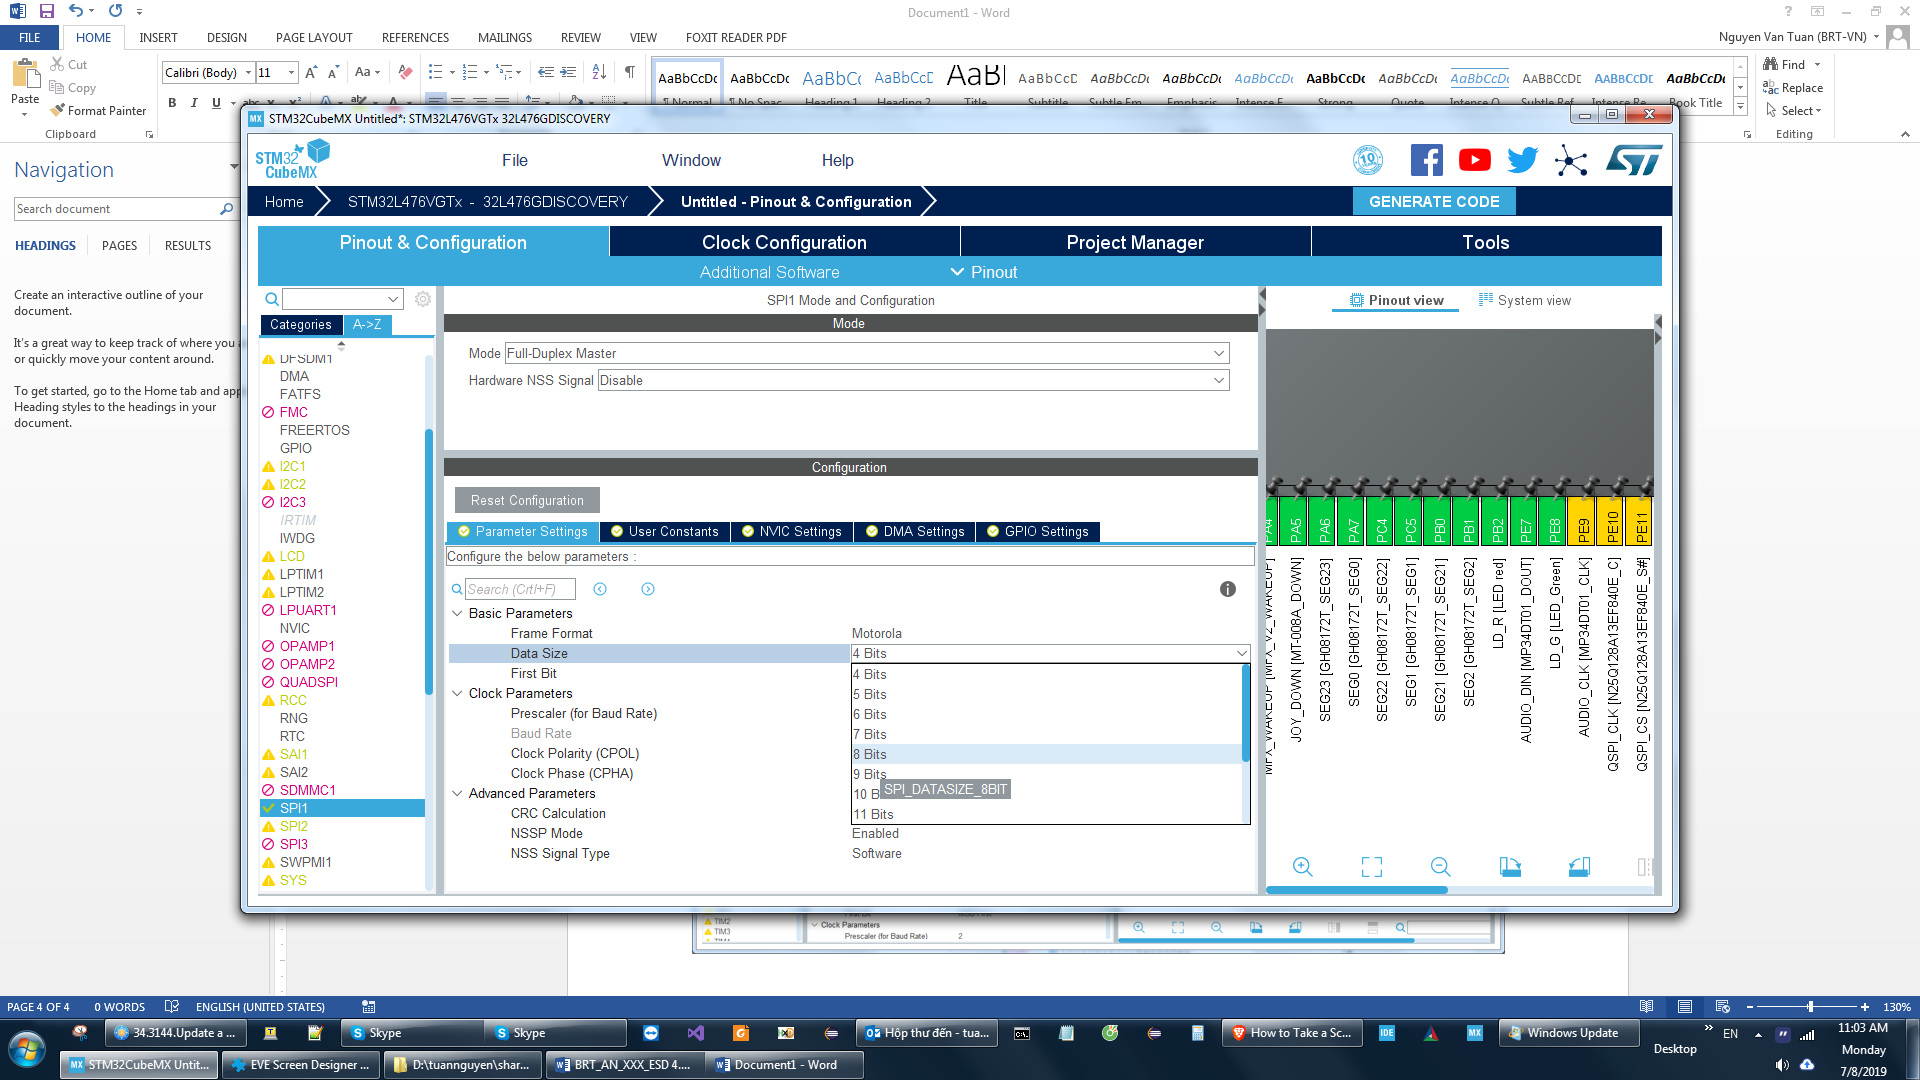 Document1 - Word
FILE
HOME
INSERT
DESIGN
PAGE LAYOUT
REFERENCES
MAILINGS
REVIEW
VIEW
FOXIT READER PDF
Nguyen Van Tuan (BRT-VN)
Paste
Cut
Copy
Format Painter
Clipboard
Calibri (Body)
11
B I U
AaBbCcDc AaBbCcDc AaBbCc AaBbCcD AaB AaBbCcD AaBbCcDc AaBbCcDc AaBbCcDc AaBbCcDc AaBbCcDc AaBbCcDc AABBCCDE AABBCCDE AaBbCcDc
¶ Normal ¶ No Spac... Heading 1 Heading 2 Title Subtitle Subtle Em... Emphasis Intense E... Strong Quote Intense Q... Subtle Ref... Intense Re... Book Title
Find
Replace
Select
Editing
Navigation
Search document
HEADINGS
PAGES
RESULTS
Create an interactive outline of your
document.
It's a great way to keep track of where you a
or quickly move your content around.
To get started, go to the Home tab and app
Heading styles to the headings in your
document.
MX STM32CubeMX Untitled*: STM32L476VGTx 32L476GDISCOVERY
STM32
CubeMX
File
Window
Help
10
ST
Home
STM32L476VGTx - 32L476GDISCOVERY
Untitled - Pinout & Configuration
GENERATE CODE
Pinout & Configuration
Clock Configuration
Project Manager
Tools
Additional Software
Pinout
Categories
A->Z
DFSDM1
DMA
FATFS
FMC
FREERTOS
GPIO
I2C1
I2C2
I2C3
IRTIM
IWDG
LCD
LPTIM1
LPTIM2
LPUART1
NVIC
OPAMP1
OPAMP2
QUADSPI
RCC
RNG
RTC
SAI1
SAI2
SDMMC1
SPI1
SPI2
SPI3
SWPMI1
SYS
SPI1 Mode and Configuration
Mode
Mode Full-Duplex Master
Hardware NSS Signal Disable
Configuration
Reset Configuration
Parameter Settings
User Constants
NVIC Settings
DMA Settings
GPIO Settings
Configure the below parameters :
Search (CrtI+F)
Basic Parameters
Frame Format Motorola
Data Size 4 Bits
First Bit
Clock Parameters
Prescaler (for Baud Rate)
Baud Rate
Clock Polarity (CPOL)
Clock Phase (CPHA)
Advanced Parameters
CRC Calculation
NSSP Mode Enabled
NSS Signal Type Software
4 Bits
5 Bits
6 Bits
7 Bits
8 Bits
9 Bits
10 B
11 Bits
SPI_DATASIZE_8BIT
Pinout view
System view
PA4
PA5
PA6
PA7
PC4
PC5
PB0
PB1
PB2
PE7
PE8
PE9
PE10
PE11
MFX_WAKEUP [MFX_V2_WAKEUP]
JOY_DOWN [MT-008A_DOWN]
SEG23 [GH08172T_SEG23]
SEG0 [GH08172T_SEG0]
SEG22 [GH08172T_SEG22]
SEG1 [GH08172T_SEG1]
SEG21 [GH08172T_SEG21]
SEG2 [GH08172T_SEG2]
LD_R [LED red]
AUDIO_DIN [MP34DT01_DOUT]
LD_G [LED_Green]
AUDIO_CLK [MP34DT01_CLK]
QSPI_CLK [N25Q128A13EF840E_C]
QSPI_CS [N25Q128A13EF840E_S#]
TIM2
TIM3
Clock Parameters
Prescaler (for Baud Rate) 2
PAGE 4 OF 4
0 WORDS
ENGLISH (UNITED STATES)
130%
34.3144.Update a ...
Skype
Skype
Hộp thư đến - tua...
How to Take a Sc...
IDE
MX
Windows Update
Desktop
EN
11:03 AM
Monday
7/8/2019
STM32CubeMX Untit...
EVE Screen Designer ...
D:\tuannguyen\shar...
BRT_AN_XXX_ESD 4....
Document1 - Word